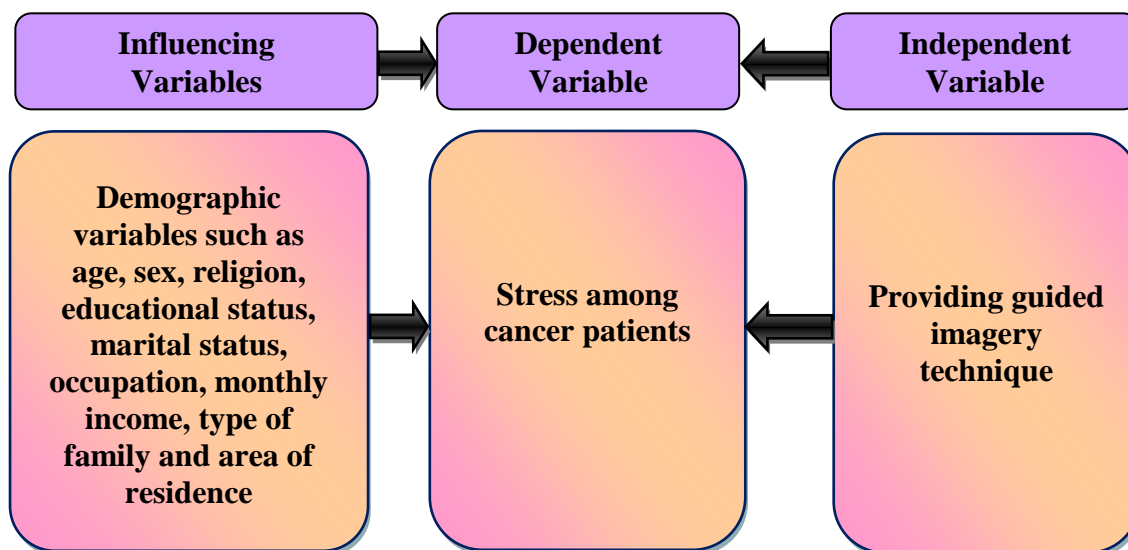 Influencing
Variables
Dependent
Variable
Independent
Variable
Demographic
variables such as
age, sex, religion,
educational status,
marital status,
occupation, monthly
income, type of
family and area of
residence
Stress among
cancer patients
Providing guided
imagery
technique